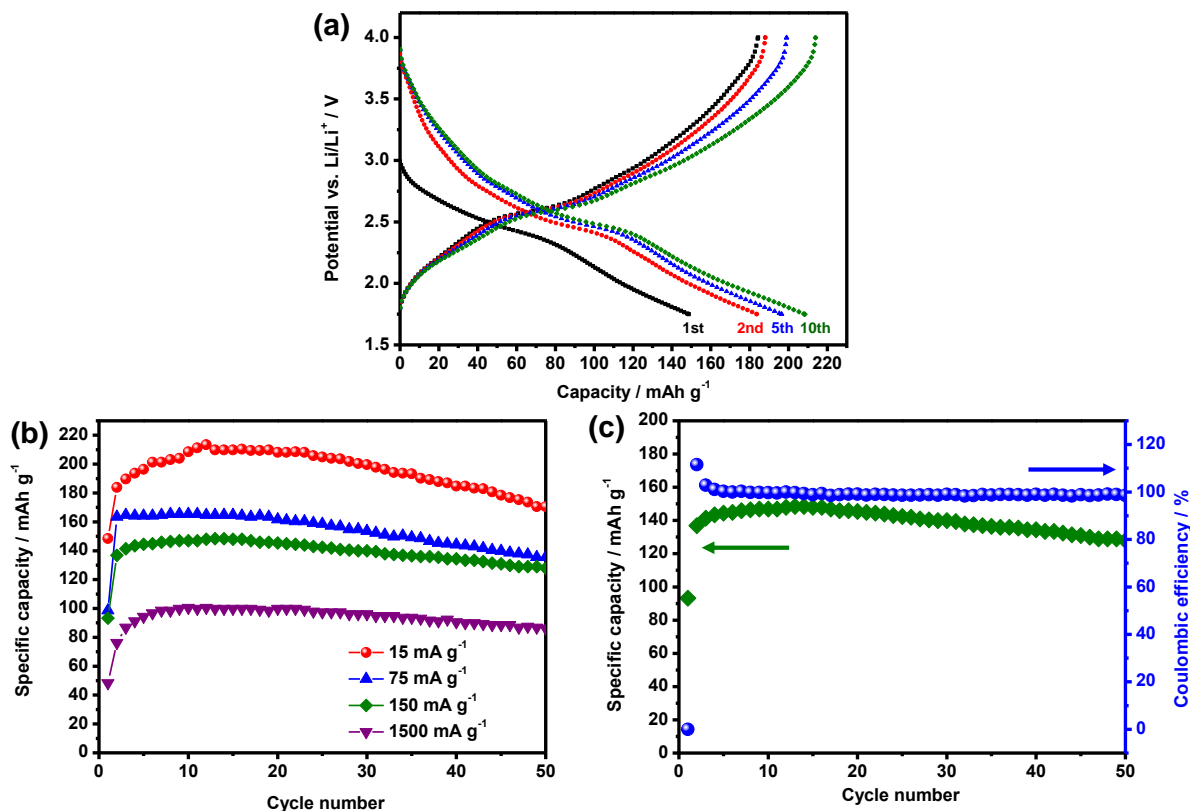 (a)
4.0
3.5
3.0
2.5
2.0
1.5
Potential vs. Li/Li⁺ / V
1st 2nd 5th 10th
0 20 40 60 80 100 120 140 160 180 200 220
Capacity / mAh g⁻¹
(b)
220
200
180
160
140
120
100
80
60
40
20
0
Specific capacity / mAh g⁻¹
15 mA g⁻¹
75 mA g⁻¹
150 mA g⁻¹
1500 mA g⁻¹
0 10 20 30 40 50
Cycle number
(c)
200
180
160
140
120
100
80
60
40
20
0
Specific capacity / mAh g⁻¹
120
100
80
60
40
20
0
Coulombic efficiency / %
0 10 20 30 40 50
Cycle number